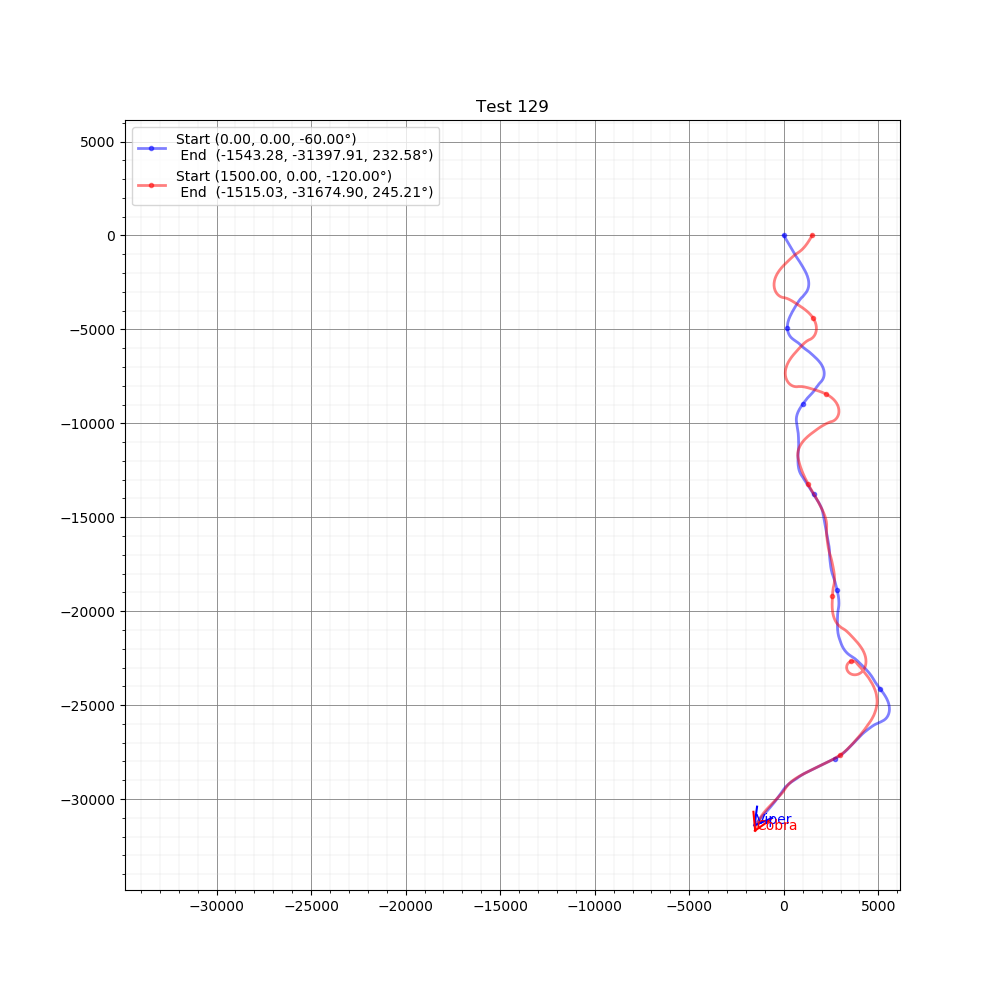 Test 129
Start (0.00, 0.00, -60.00°)
End  (-1543.28, -31397.91, 232.58°)
Start (1500.00, 0.00, -120.00°)
End  (-1515.03, -31674.90, 245.21°)
5000
0
−5000
−10000
−15000
−20000
−25000
−30000
Viper
Cobra
−30000 −25000 −20000 −15000 −10000 −5000 0 5000